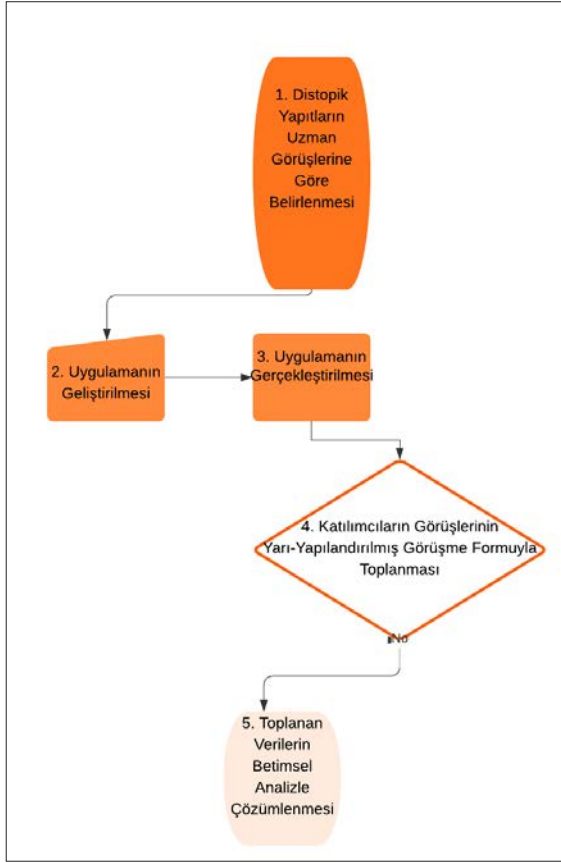 1. Distopik
Yapıtların
Uzman
Görüşlerine
Göre
Belirlenmesi
2. Uygulamanın
Geliştirilmesi
3. Uygulamanın
Gerçekleştirilmesi
4. Katılımcıların Görüşlerinin
Yarı-Yapılandırılmış Görüşme Formuyla
Toplanması
No
5. Toplanan
Verilerin
Betimsel
Analizle
Çözümlenmesi